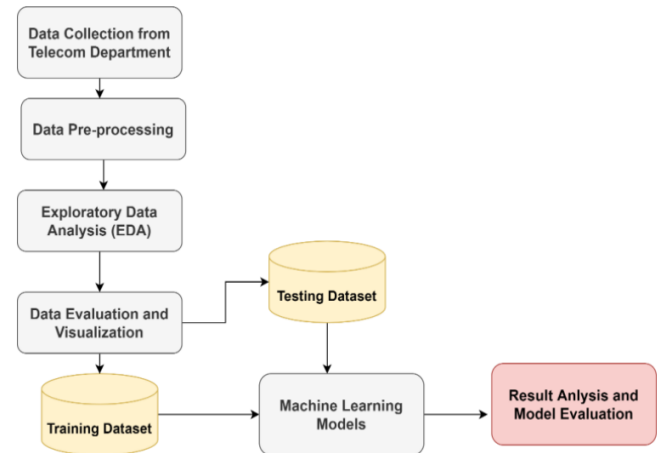 Data Collection from
Telecom Department
Data Pre-processing
Exploratory Data
Analysis (EDA)
Data Evaluation and
Visualization
Testing Dataset
Training Dataset
Machine Learning
Models
Result Anlysis and
Model Evaluation